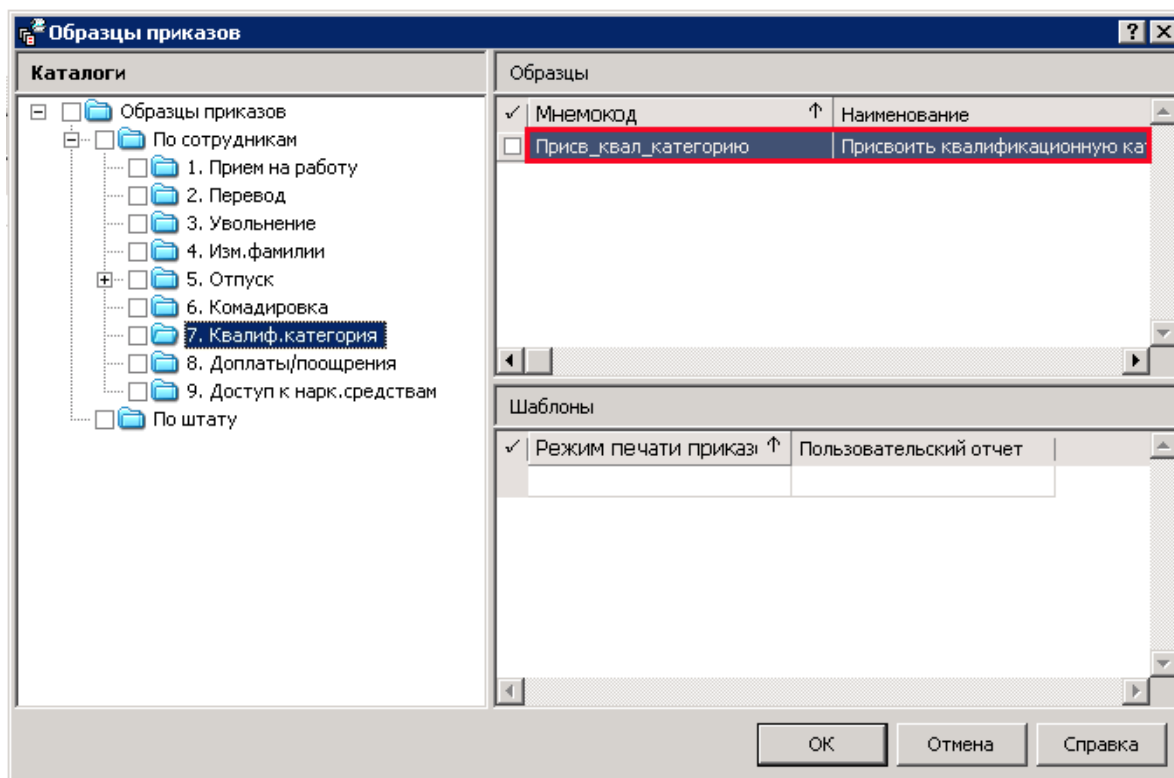 Образцы приказов
Каталоги
Образцы приказов
По сотрудникам
1. Прием на работу
2. Перевод
3. Увольнение
4. Изм.фамилии
5. Отпуск
6. Комадировка
7. Квалиф.категория
8. Доплаты/поощрения
9. Доступ к нарк.средствам
По штату
Образцы
Мнемокод Наименование
Присв_квал_категорию Присвоить квалификационную ка
Шаблоны
Режим печати приказ Пользовательский отчет
ОК Отмена Справка